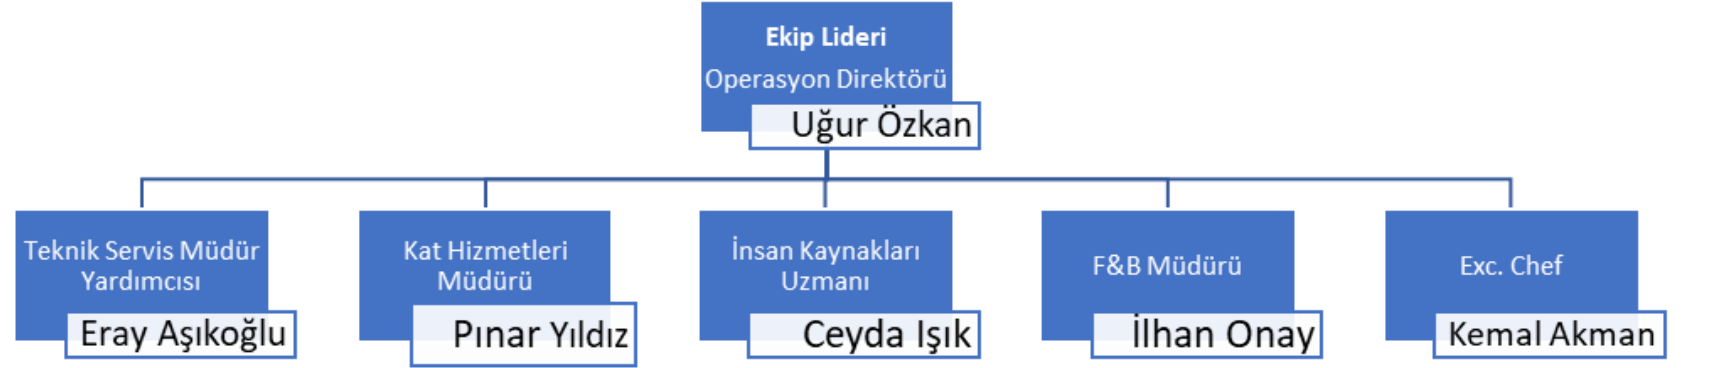 Ekip Lideri
Operasyon Direktörü
Uğur Özkan
Teknik Servis Müdür
Yardımcısı
Eray Aşıkoğlu
Kat Hizmetleri
Müdürü
Pınar Yıldız
İnsan Kaynakları
Uzmanı
Ceyda Işık
F&B Müdürü
İlhan Onay
Exc. Chef
Kemal Akman